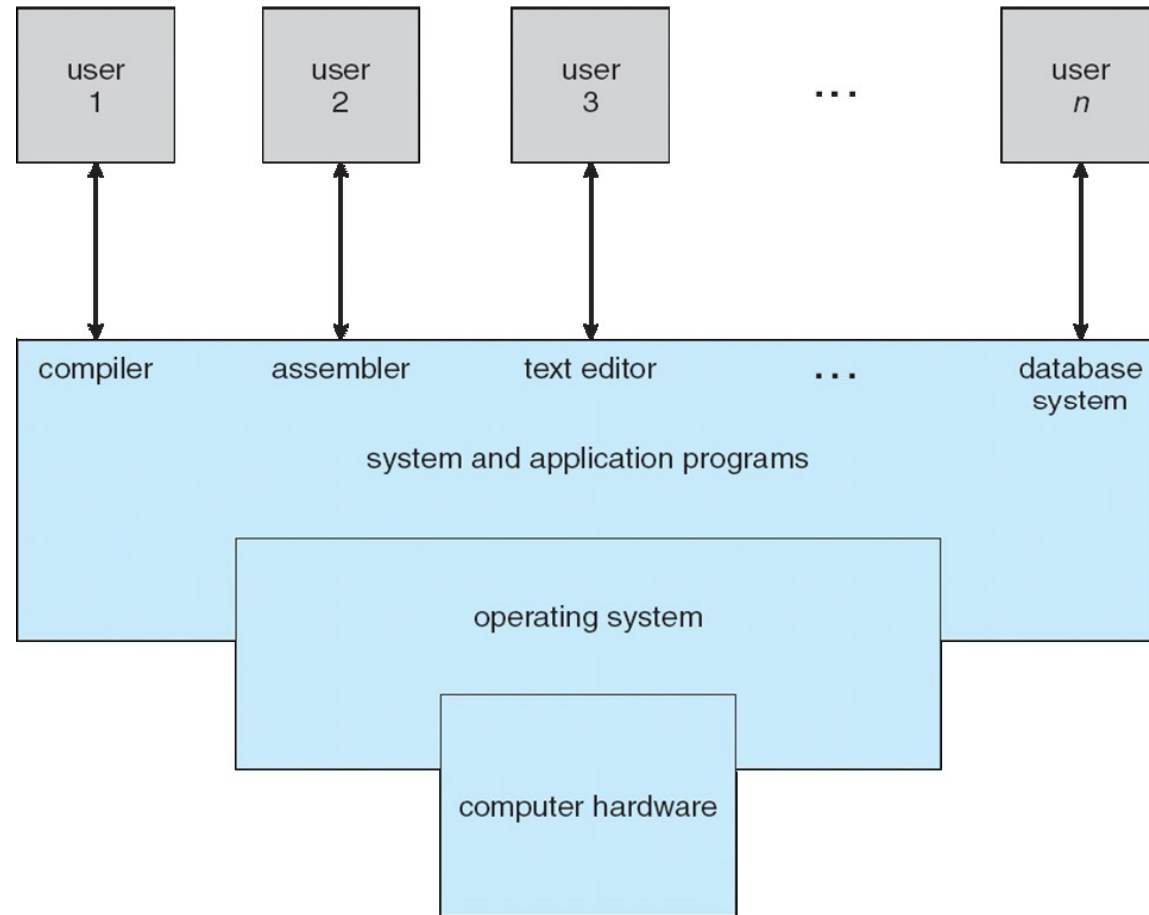 user
1
user
2
user
3
...
user
n
compiler
assembler
text editor
...
database
system
system and application programs
operating system
computer hardware